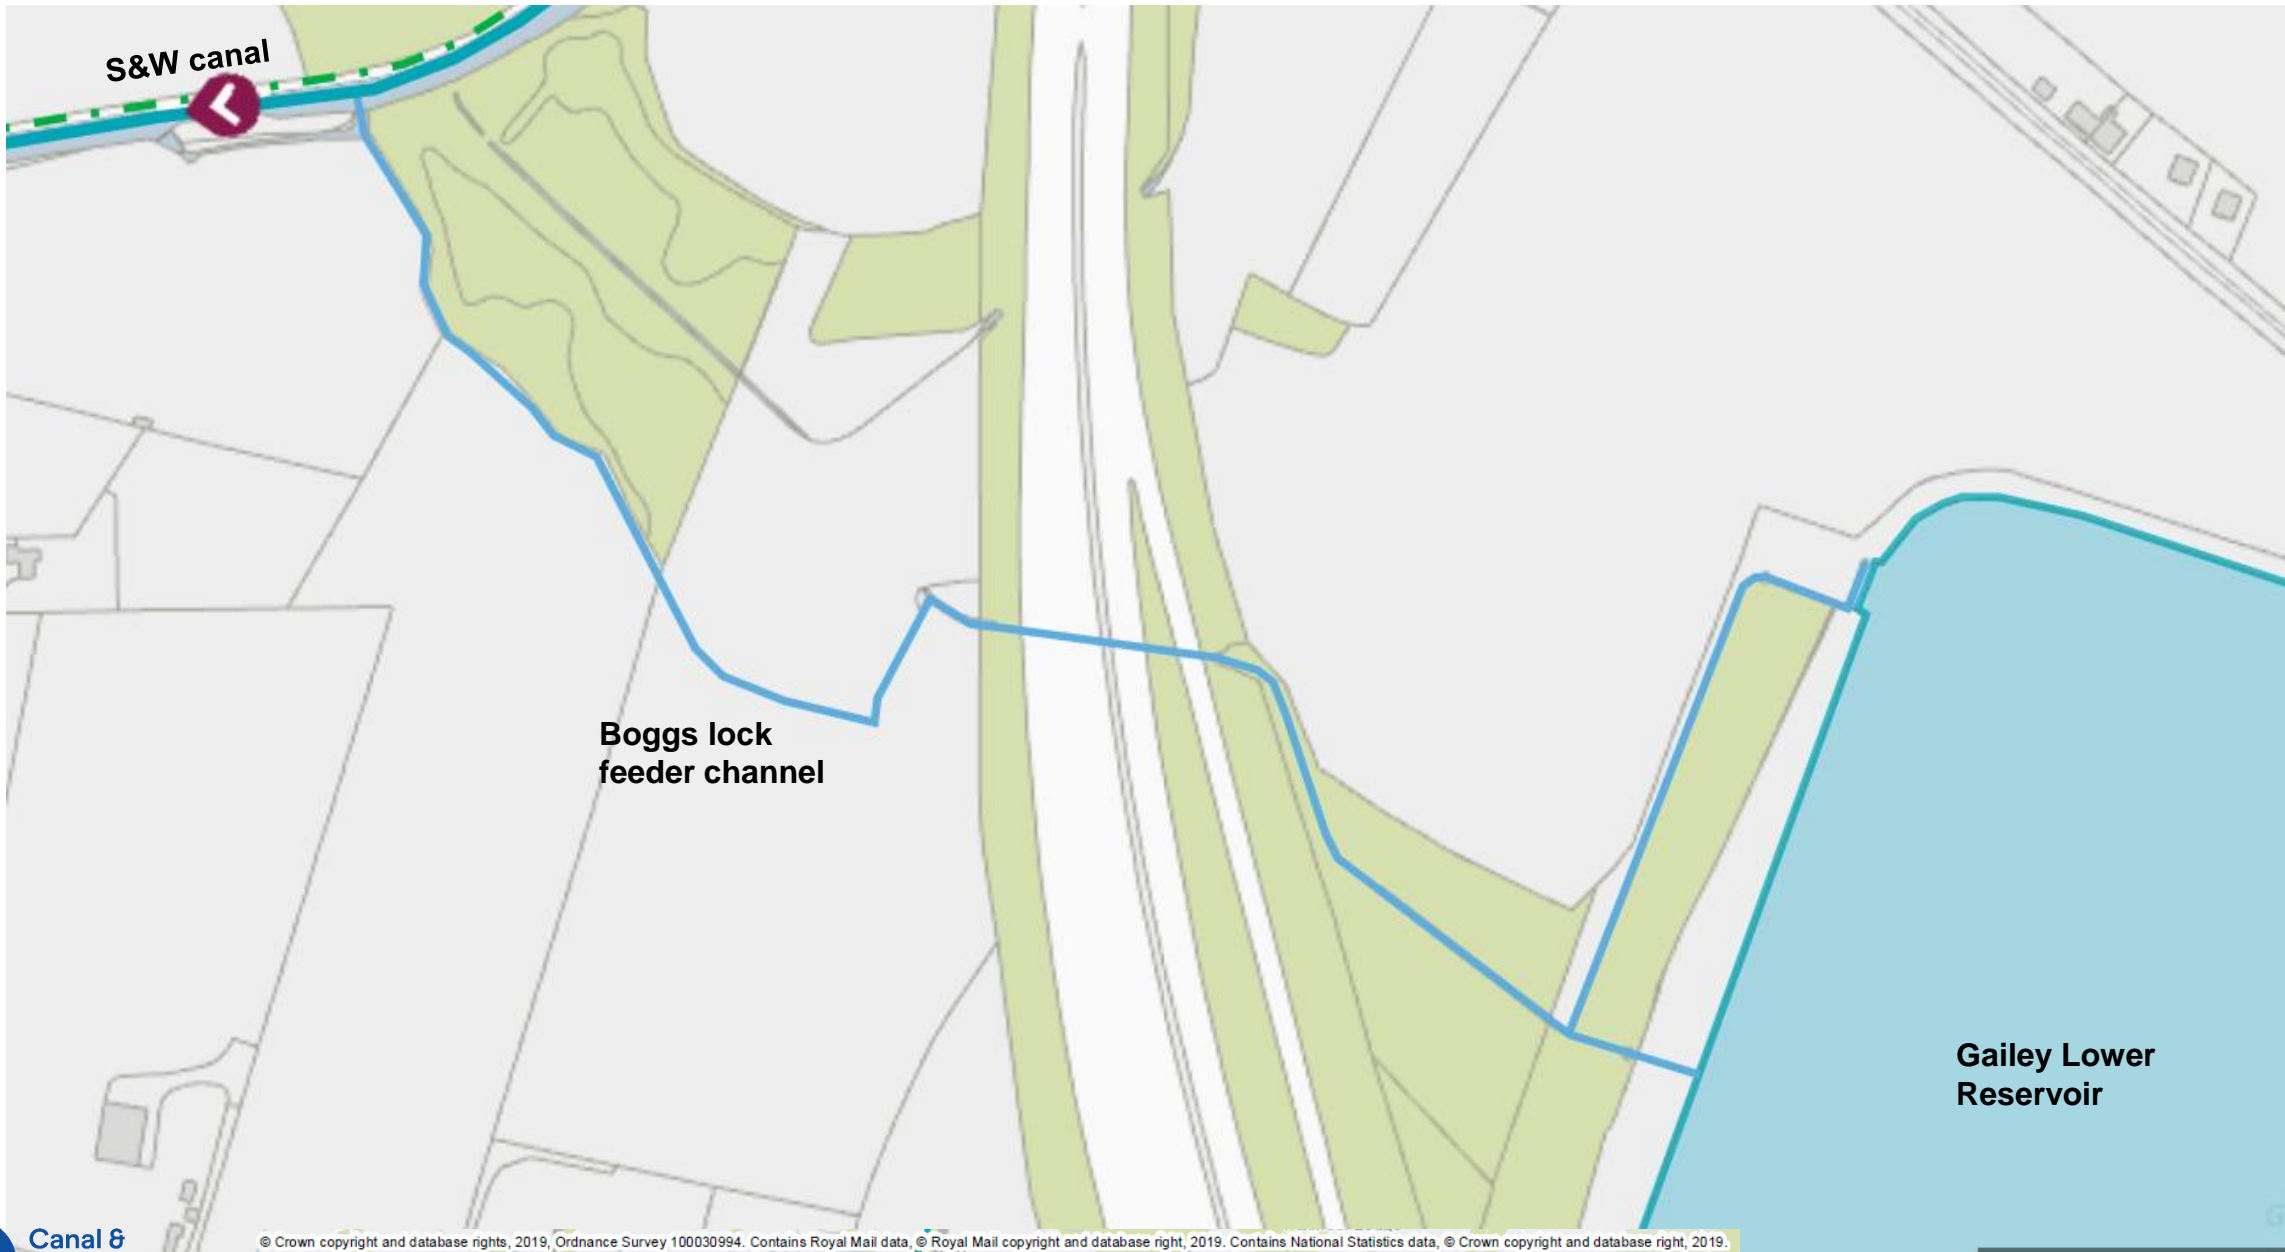 S&W canal
Boggs lock
feeder channel
Gailey Lower
Reservoir
Canal &
© Crown copyright and database rights, 2019, Ordnance Survey 100030994. Contains Royal Mail data, © Royal Mail copyright and database right, 2019. Contains National Statistics data, © Crown copyright and database right, 2019.